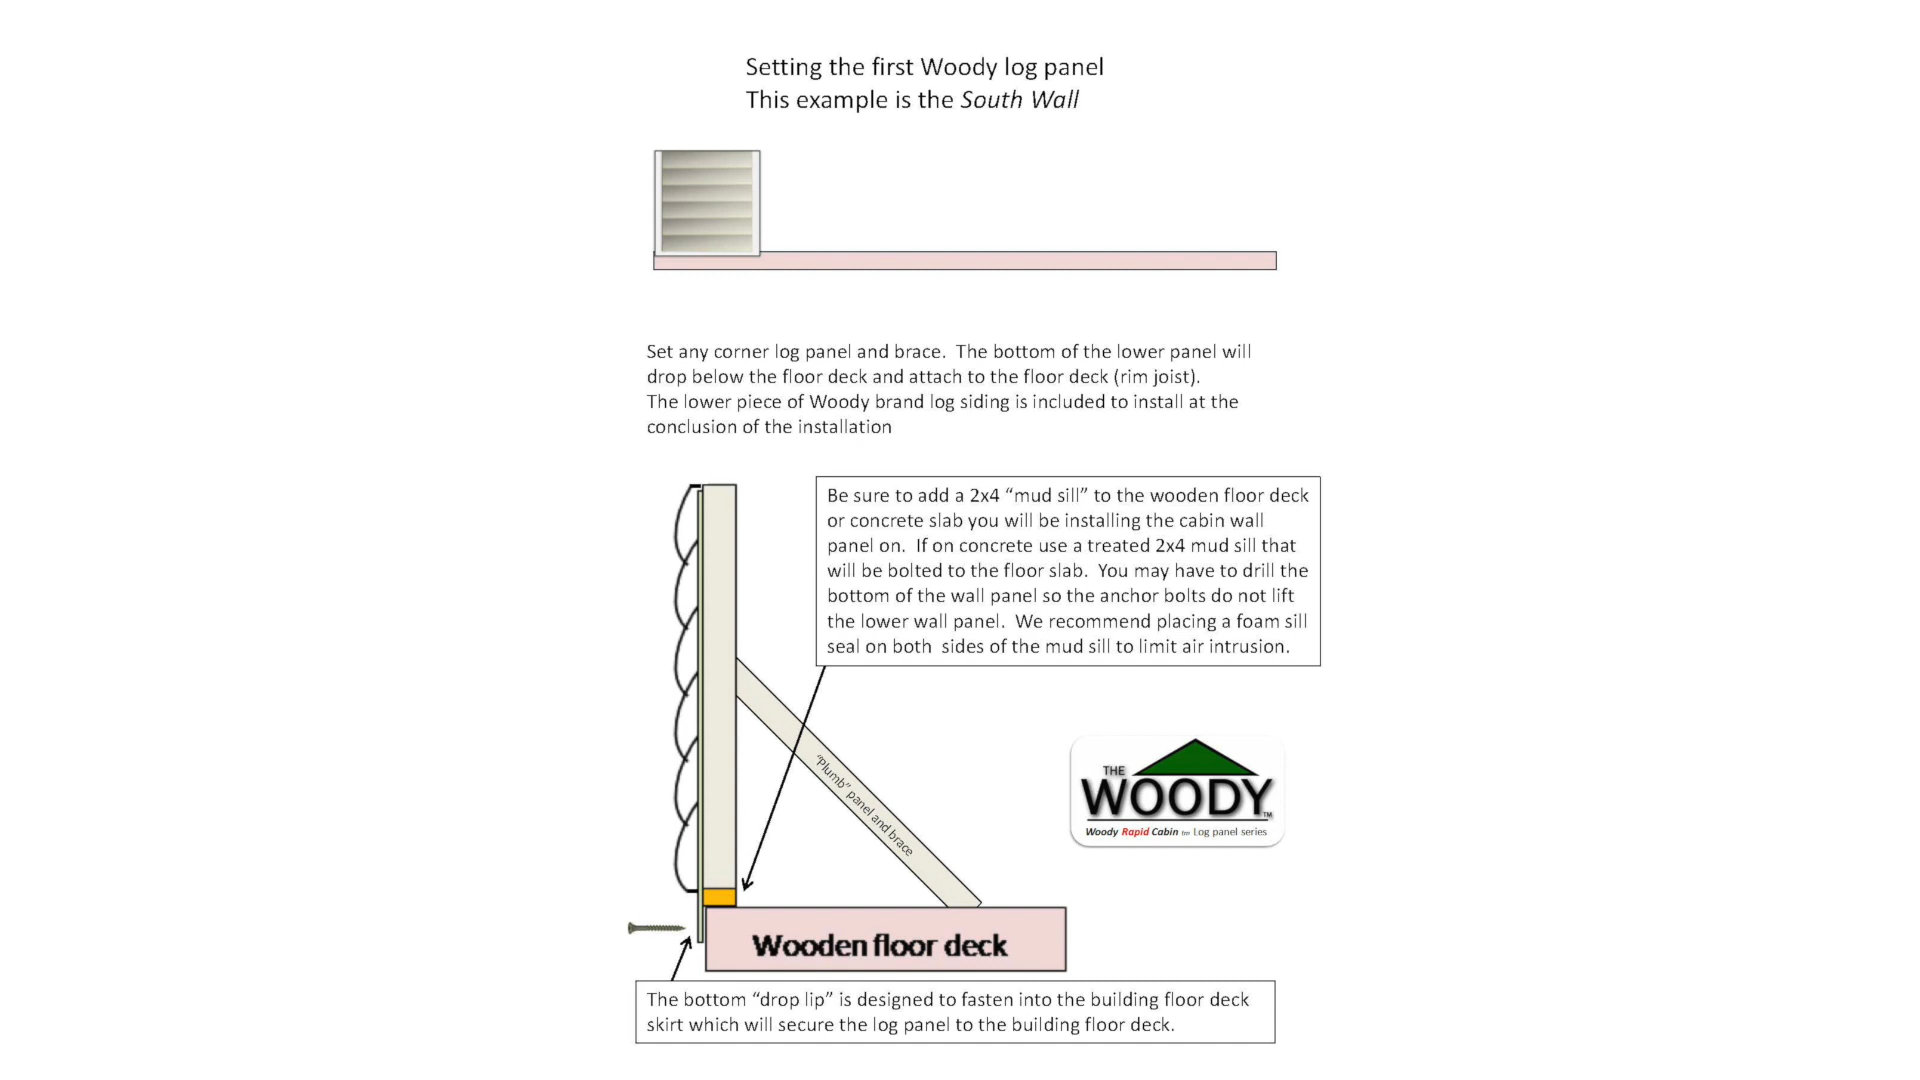 Setting the first Woody log panel
This example is the South Wall
Set any corner log panel and brace.  The bottom of the lower panel will
drop below the floor deck and attach to the floor deck (rim joist).
The lower piece of Woody brand log siding is included to install at the
conclusion of the installation
Be sure to add a 2x4 “mud sill” to the wooden floor deck
or concrete slab you will be installing the cabin wall
panel on.  If on concrete use a treated 2x4 mud sill that
will be bolted to the floor slab.  You may have to drill the
bottom of the wall panel so the anchor bolts do not lift
the lower wall panel.  We recommend placing a foam sill
seal on both  sides of the mud sill to limit air intrusion.
“Plumb” panel and brace
THE
WOODY™
Woody Rapid Cabin tm Log panel series
Wooden floor deck
The bottom “drop lip” is designed to fasten into the building floor deck
skirt which will secure the log panel to the building floor deck.